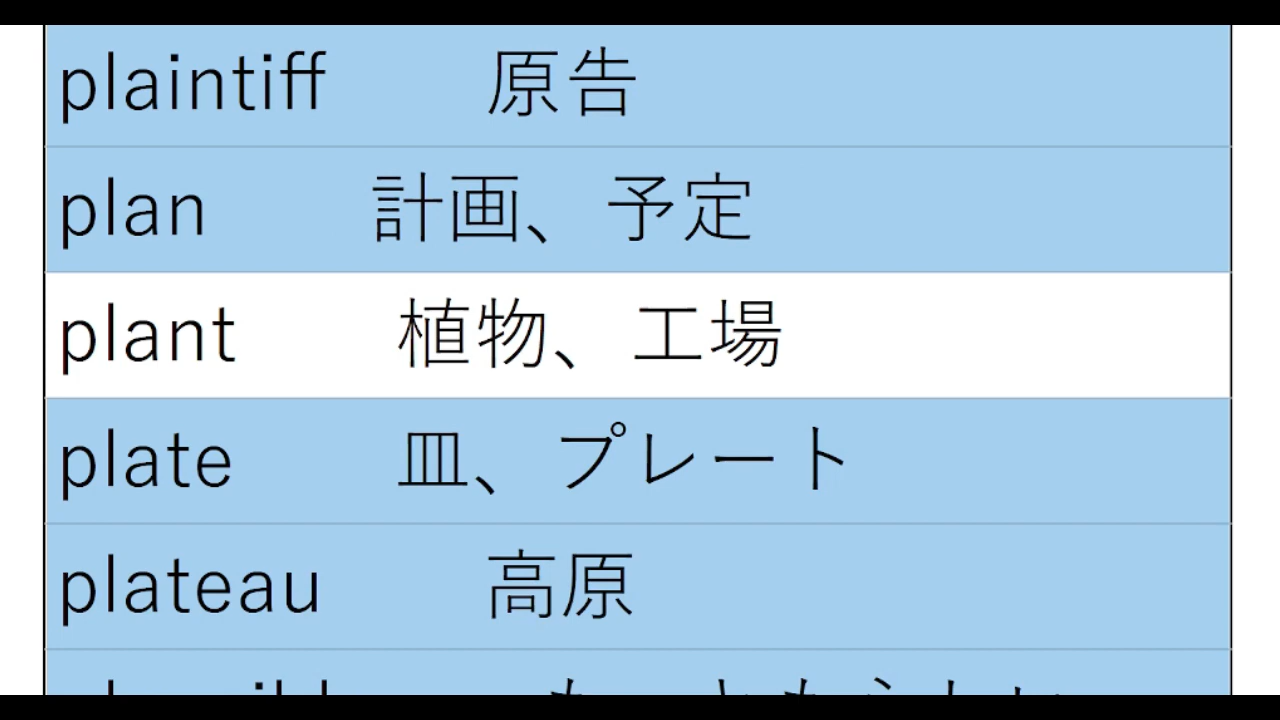 plaintiff 原告
plan 計画、予定
plant 植物、工場
plate 皿、プレート
plateau 高原